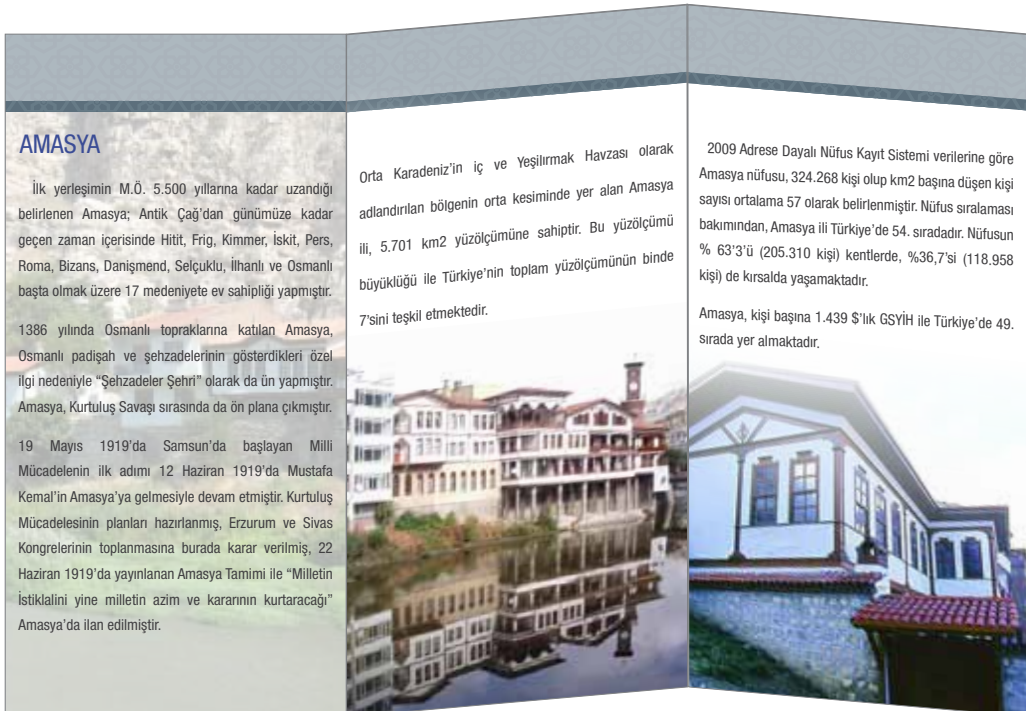 AMASYA
İlk yerleşimin M.Ö. 5.500 yıllarına kadar uzandığı
belirlenen Amasya; Antik Çağ'dan günümüze kadar
geçen zaman içerisinde Hitit, Frig, Kimmer, İskit, Pers,
Roma, Bizans, Danişmend, Selçuklu, İlhanlı ve Osmanlı
başta olmak üzere 17 medeniyete ev sahipliği yapmıştır.
1386 yılında Osmanlı topraklarına katılan Amasya,
Osmanlı padişah ve şehzadelerinin gösterdikleri özel
ilgi nedeniyle “Şehzadeler Şehri” olarak da ün yapmıştır.
Amasya, Kurtuluş Savaşı sırasında da ön plana çıkmıştır.
19 Mayıs 1919'da Samsun'da başlayan Milli
Mücadelenin ilk adımı 12 Haziran 1919'da Mustafa
Kemal'in Amasya'ya gelmesiyle devam etmiştir. Kurtuluş
Mücadelesinin planları hazırlanmış, Erzurum ve Sivas
Kongrelerinin toplanmasına burada karar verilmiş, 22
Haziran 1919'da yayınlanan Amasya Tamimi ile “Milletin
İstiklalini yine milletin azim ve kararının kurtaracağı”
Amasya'da ilan edilmiştir.
Orta Karadeniz'in iç ve Yeşilırmak Havzası olarak
adlandırılan bölgenin orta kesiminde yer alan Amasya
ili, 5.701 km2 yüzölçümüne sahiptir. Bu yüzölçümü
büyüklüğü ile Türkiye'nin toplam yüzölçümünün binde
7'sini teşkil etmektedir.
2009 Adrese Dayalı Nüfus Kayıt Sistemi verilerine göre
Amasya nüfusu, 324.268 kişi olup km2 başına düşen kişi
sayısı ortalama 57 olarak belirlenmiştir. Nüfus sıralaması
bakımından, Amasya ili Türkiye'de 54. sıradadır. Nüfusun
% 63'3'ü (205.310 kişi) kentlerde, %36,7'si (118.958
kişi) de kırsalda yaşamaktadır.
Amasya, kişi başına 1.439 $'lık GSYİH ile Türkiye'de 49.
sırada yer almaktadır.